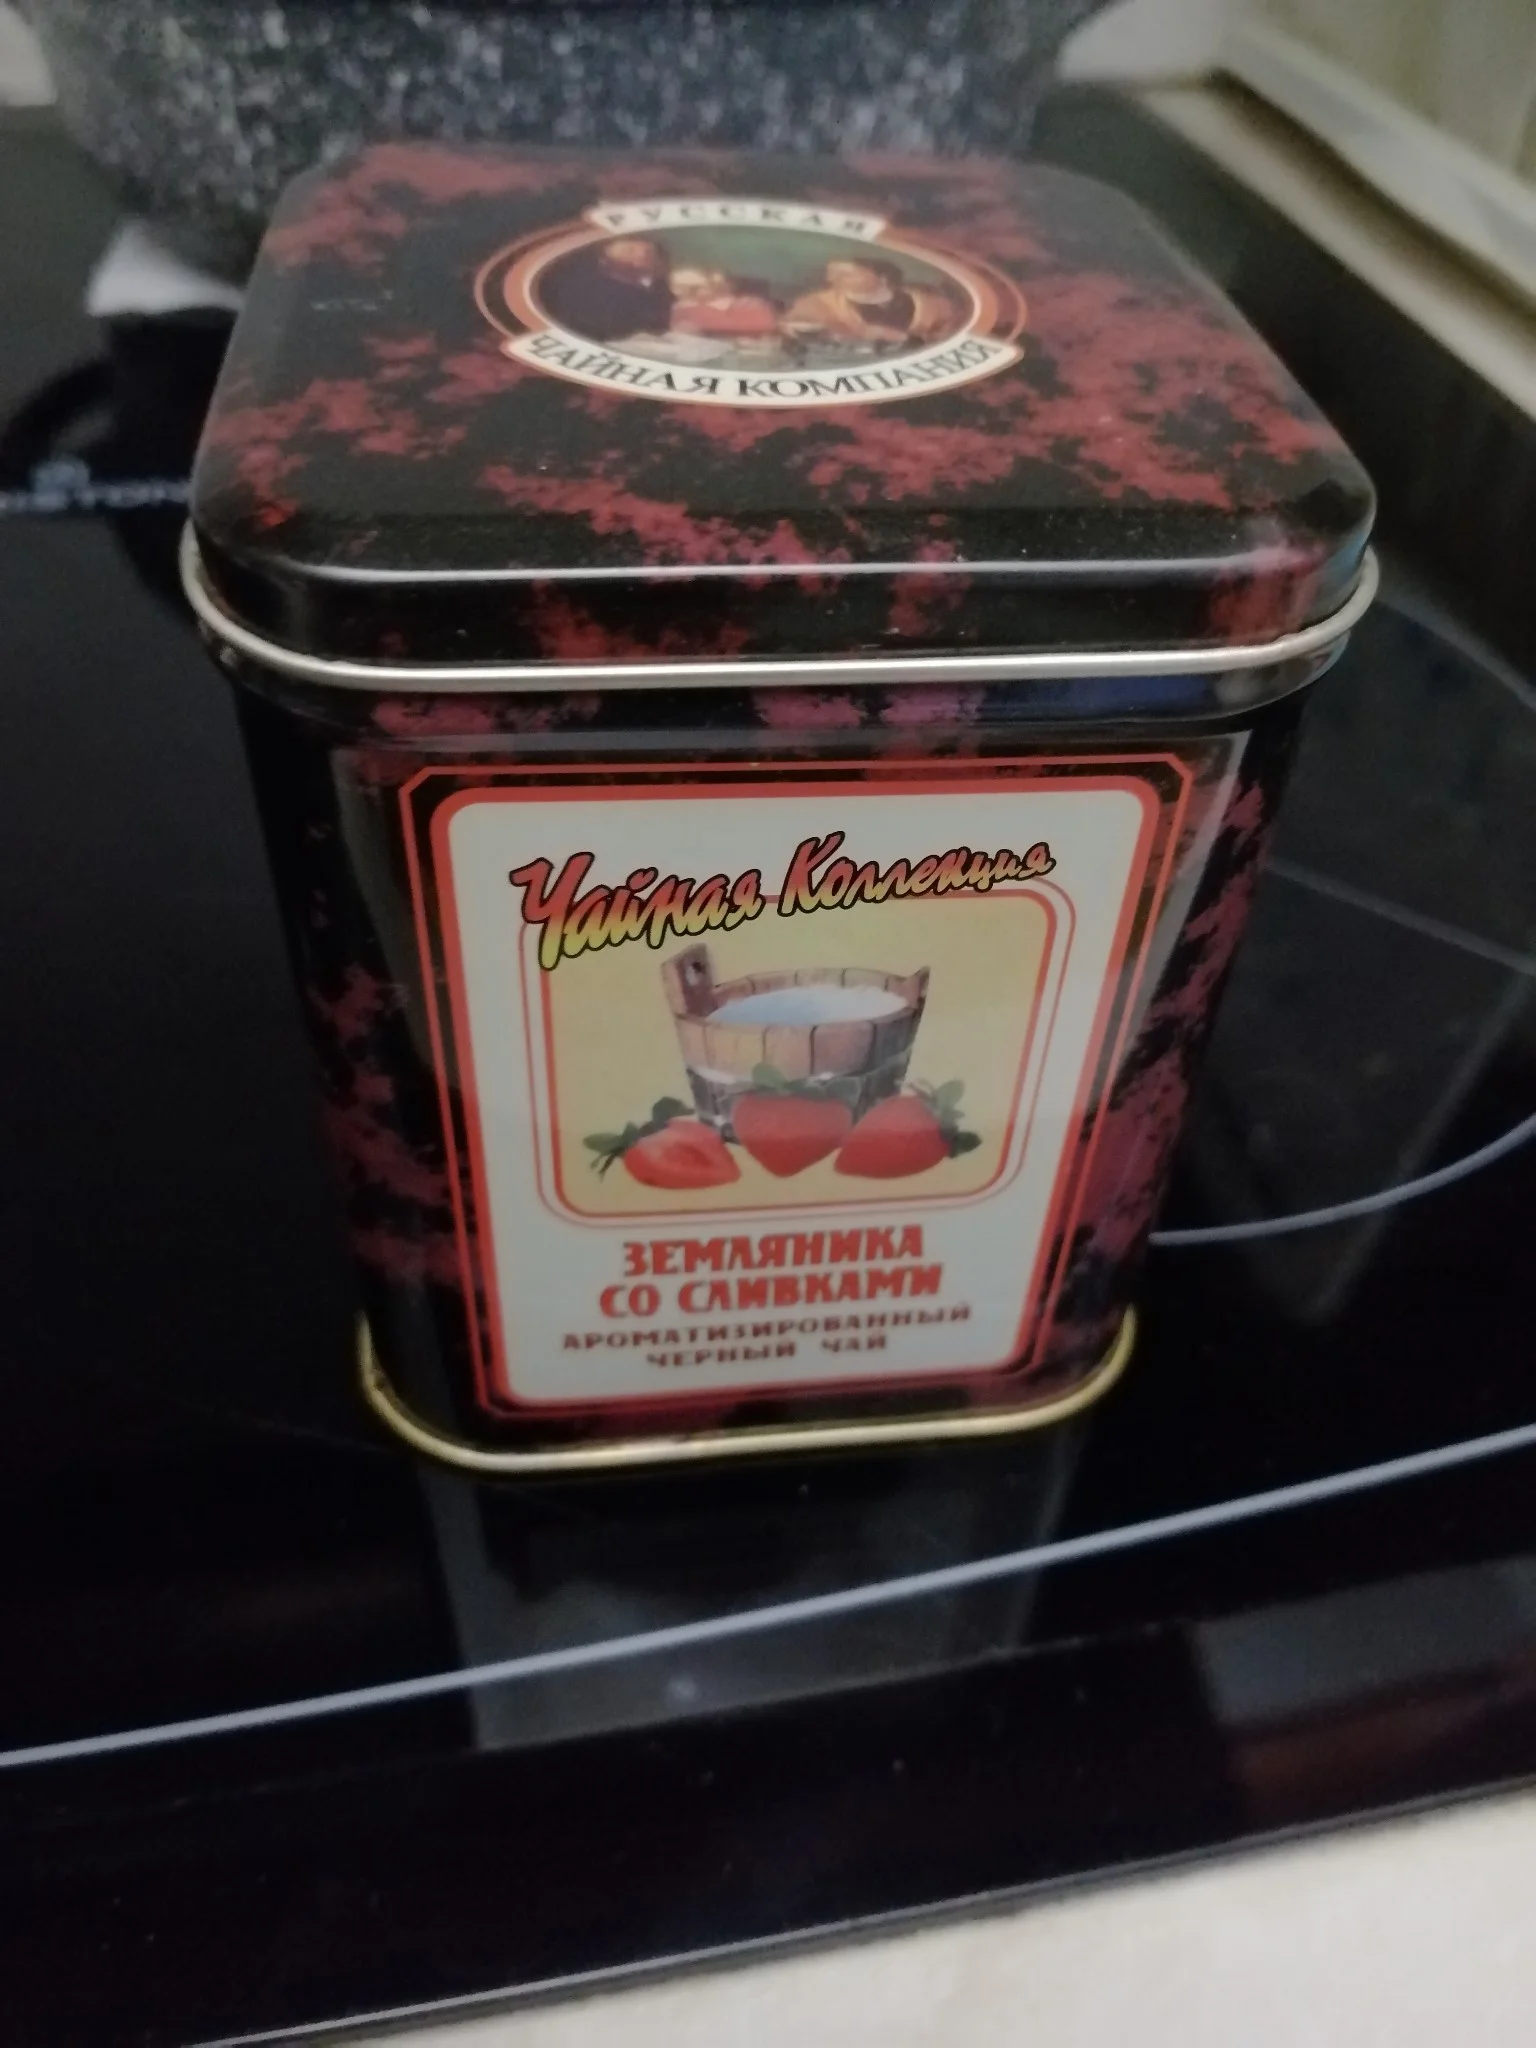 РУССКАЯ
ЧАЙНАЯ КОМПАНИЯ
Чайная Коллекция
ЗЕМЛЯНИКА
СО СЛИВКАМИ
АРОМАТИЗИРОВАННЫЙ
ЧЕРНЫЙ ЧАЙ